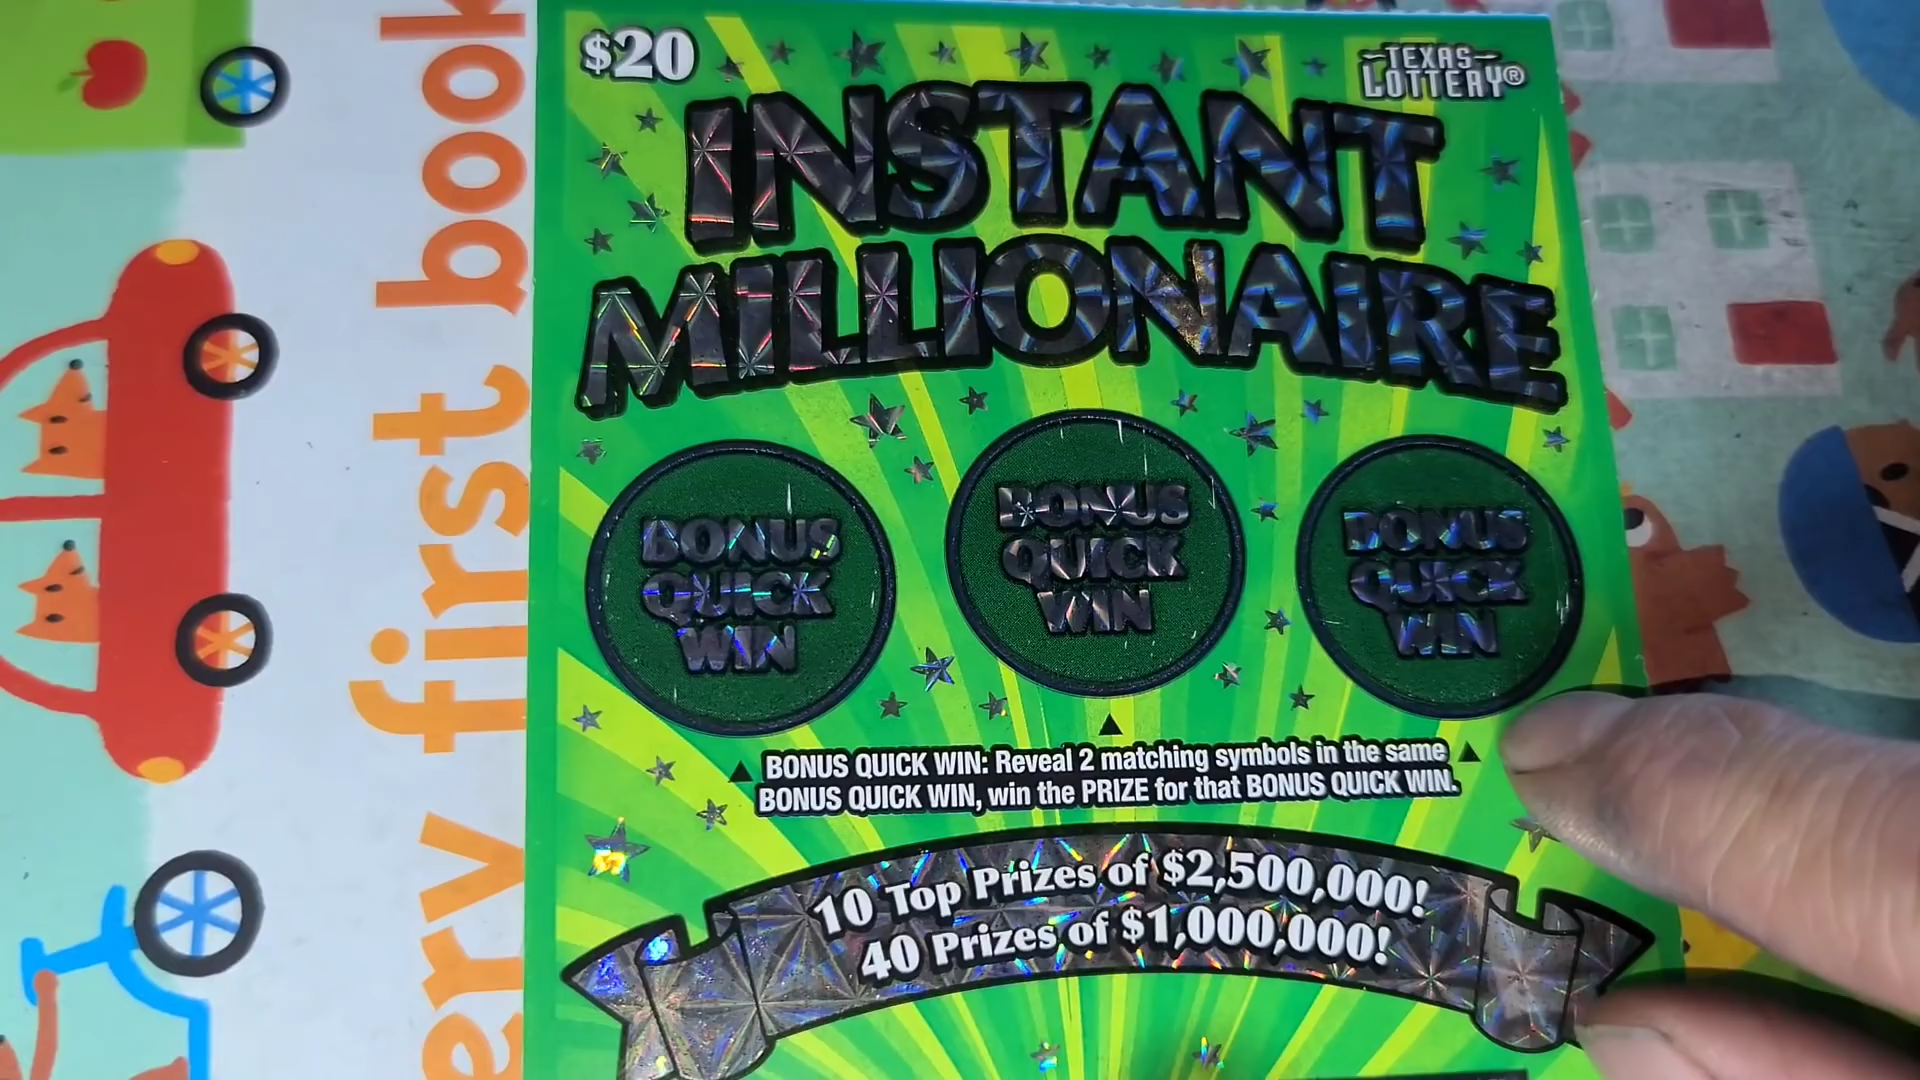 $20
TEXAS
LOTTERY®
INSTANT
MILLIONAIRE
BONUS
QUICK
WIN
BONUS
QUICK
WIN
BONUS
QUICK
WIN
BONUS QUICK WIN: Reveal 2 matching symbols in the same
BONUS QUICK WIN, win the PRIZE for that BONUS QUICK WIN.
10 Top Prizes of $2,500,000!
40 Prizes of $1,000,000!
ery first book